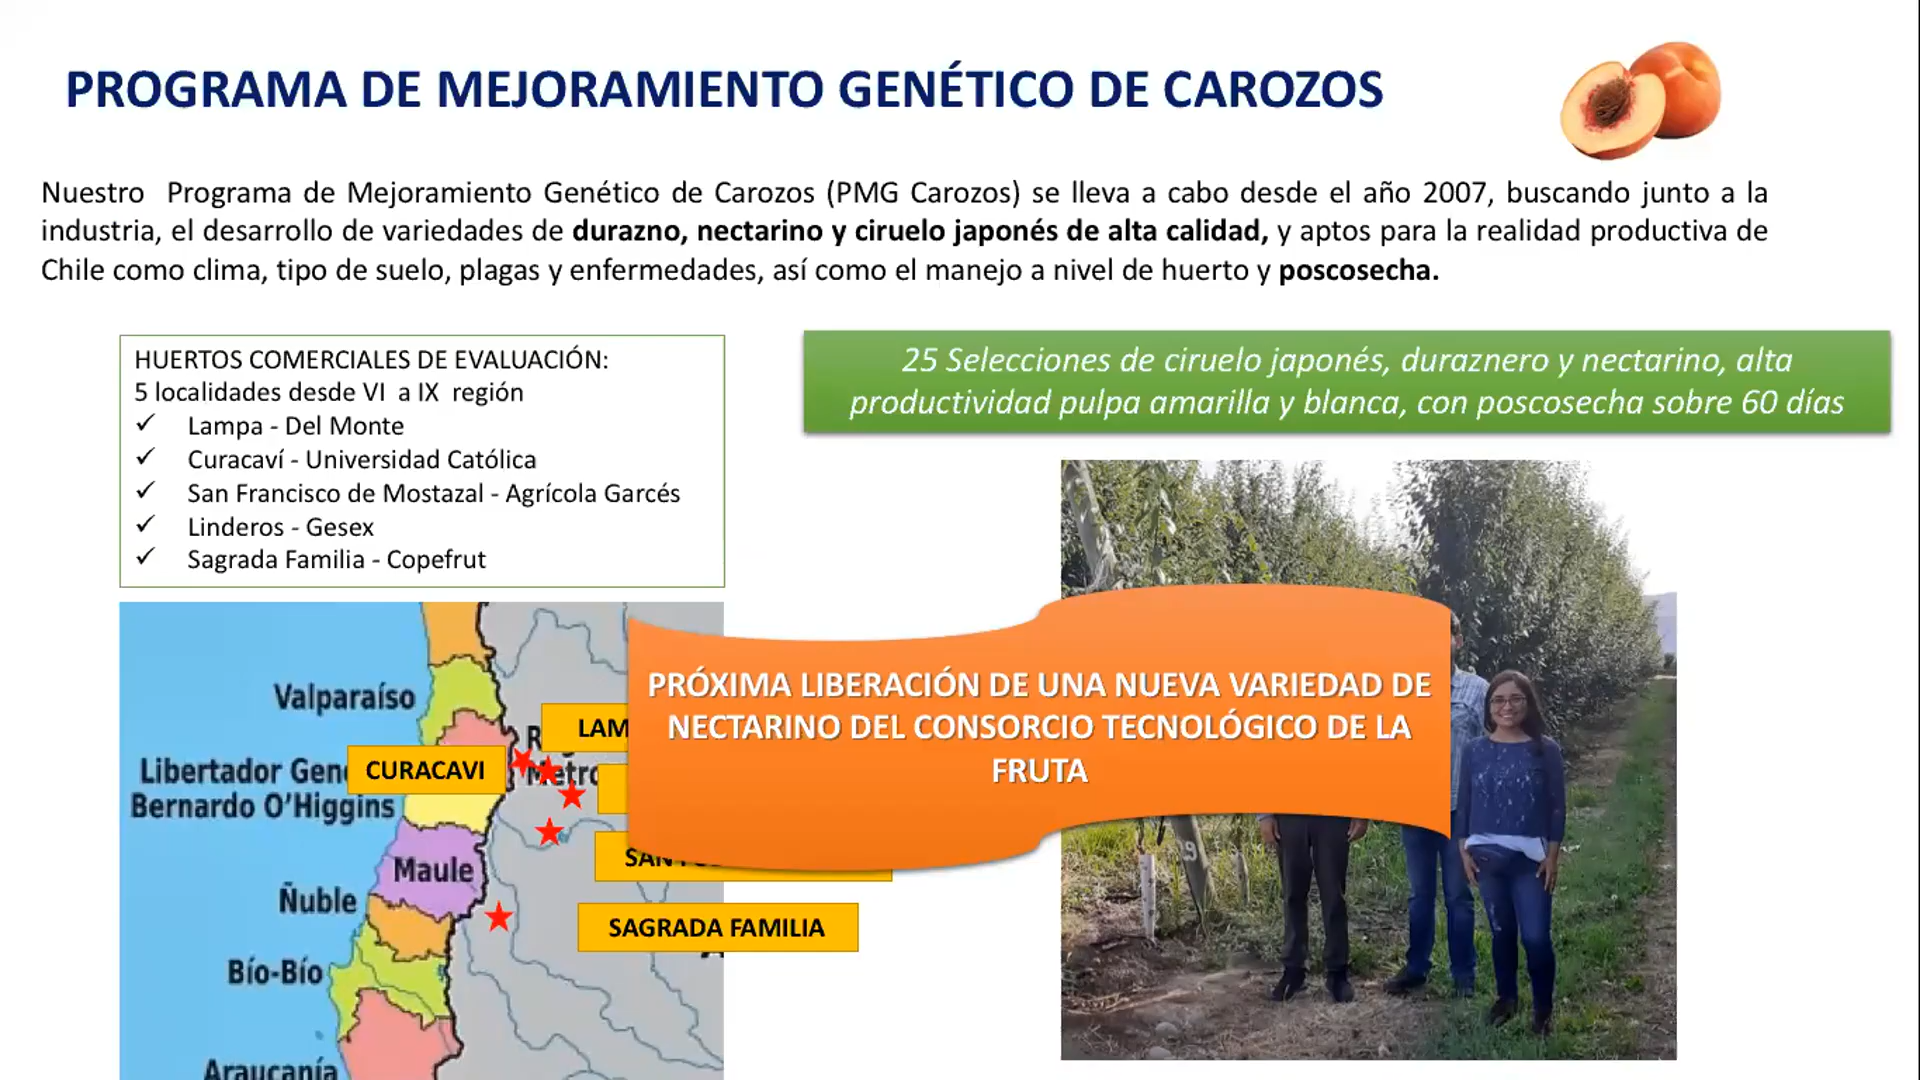 PROGRAMA DE MEJORAMIENTO GENÉTICO DE CAROZOS
Nuestro Programa de Mejoramiento Genético de Carozos (PMG Carozos) se lleva a cabo desde el año 2007, buscando junto a la
industria, el desarrollo de variedades de durazno, nectarino y ciruelo japonés de alta calidad, y aptos para la realidad productiva de
Chile como clima, tipo de suelo, plagas y enfermedades, así como el manejo a nivel de huerto y poscosecha.
HUERTOS COMERCIALES DE EVALUACIÓN:
5 localidades desde VI a IX región
✓ Lampa - Del Monte
✓ Curacaví - Universidad Católica
✓ San Francisco de Mostazal - Agrícola Garcés
✓ Linderos - Gesex
✓ Sagrada Familia - Copefrut
25 Selecciones de ciruelo japonés, duraznero y nectarino, alta
productividad pulpa amarilla y blanca, con poscosecha sobre 60 días
PRÓXIMA LIBERACIÓN DE UNA NUEVA VARIEDAD DE
NECTARINO DEL CONSORCIO TECNOLÓGICO DE LA
FRUTA
Valparaíso
LAM
Libertador Gen
CURACAVI
Metro
Bernardo O'Higgins
SAN
Maule
Ñuble
SAGRADA FAMILIA
Bío-Bío
Araucanía